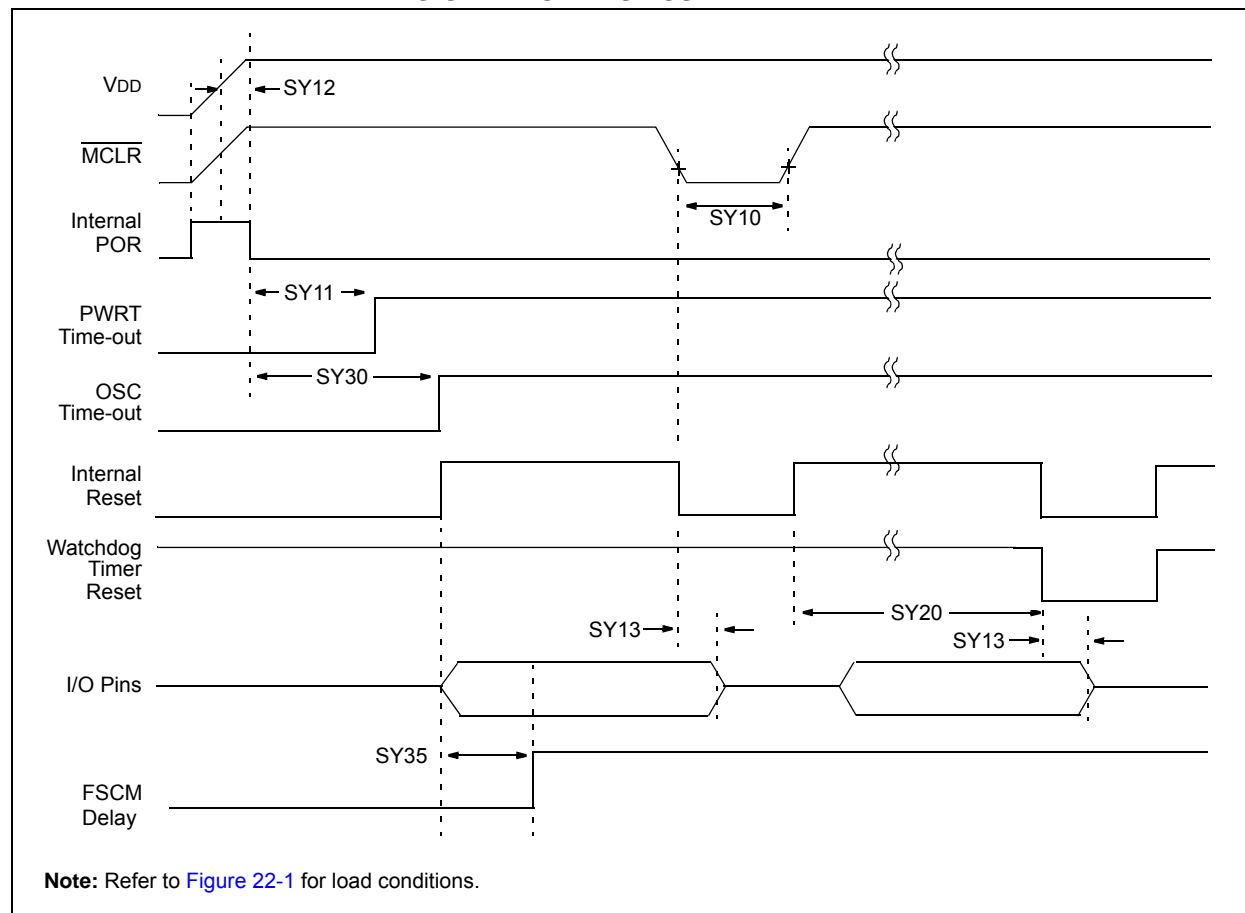 VDD
SY12
MCLR
SY10
Internal
POR
SY11
PWRT
Time-out
SY30
OSC
Time-out
Internal
Reset
Watchdog
Timer
Reset
SY20
SY13
SY13
I/O Pins
SY35
FSCM
Delay
Note: Refer to Figure 22-1 for load conditions.